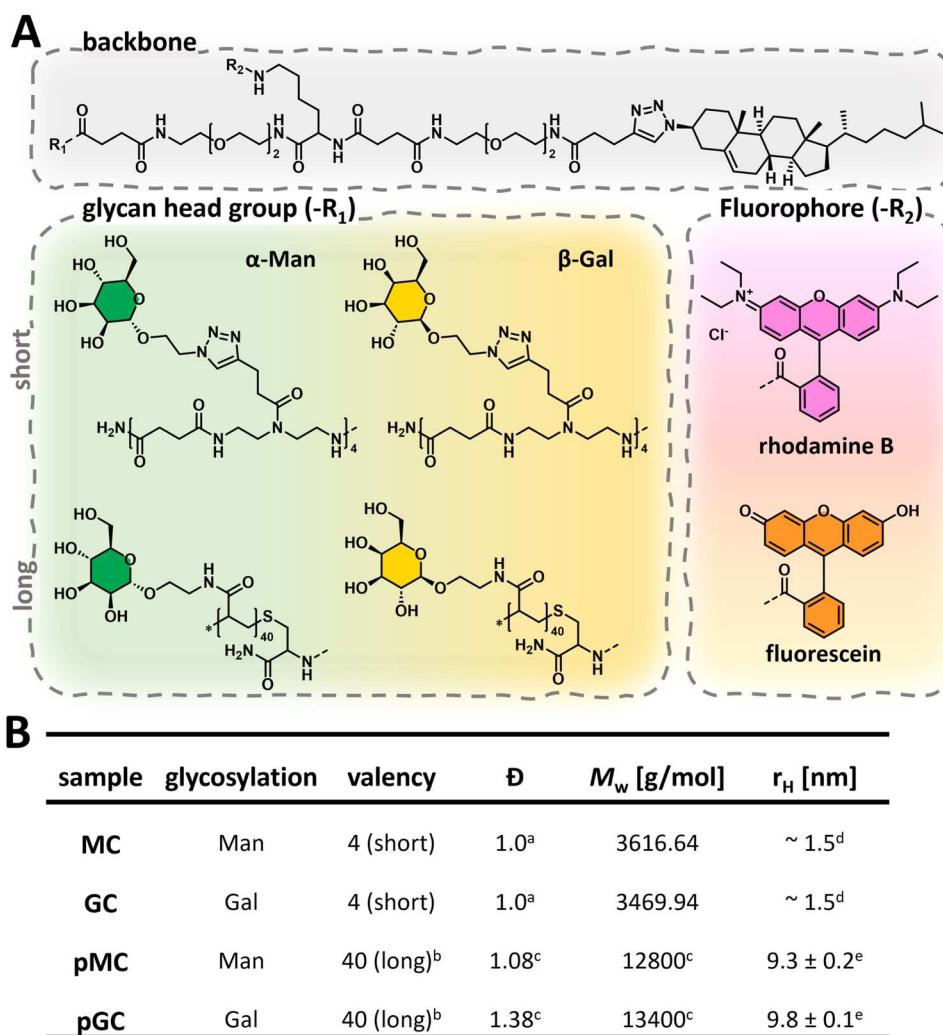 A
backbone
R2 N H
R1 O H N O O 2 H N O N H O O H N O O 2 H N O N=N N H H H H
glycan head group (-R1)
Fluorophore (-R2)
short
α-Man
β-Gal
HO HO HO HO O O N=N N
HO HO HO HO O O N=N N
H2N O O N H O N H N 4
H2N O O N H O N H N 4
long
HO HO HO OH O O H N O * 40 S H2N O N H
HO HO HO OH O O H N O * 40 S H2N O N H
N+ O N Cl- O
rhodamine B
O O OH O
fluorescein
B
sample glycosylation valency Đ Mw [g/mol] rH [nm]
MC Man 4 (short) 1.0a 3616.64 ~ 1.5d
GC Gal 4 (short) 1.0a 3469.94 ~ 1.5d
pMC Man 40 (long)b 1.08c 12800c 9.3 ± 0.2e
pGC Gal 40 (long)b 1.38c 13400c 9.8 ± 0.1e